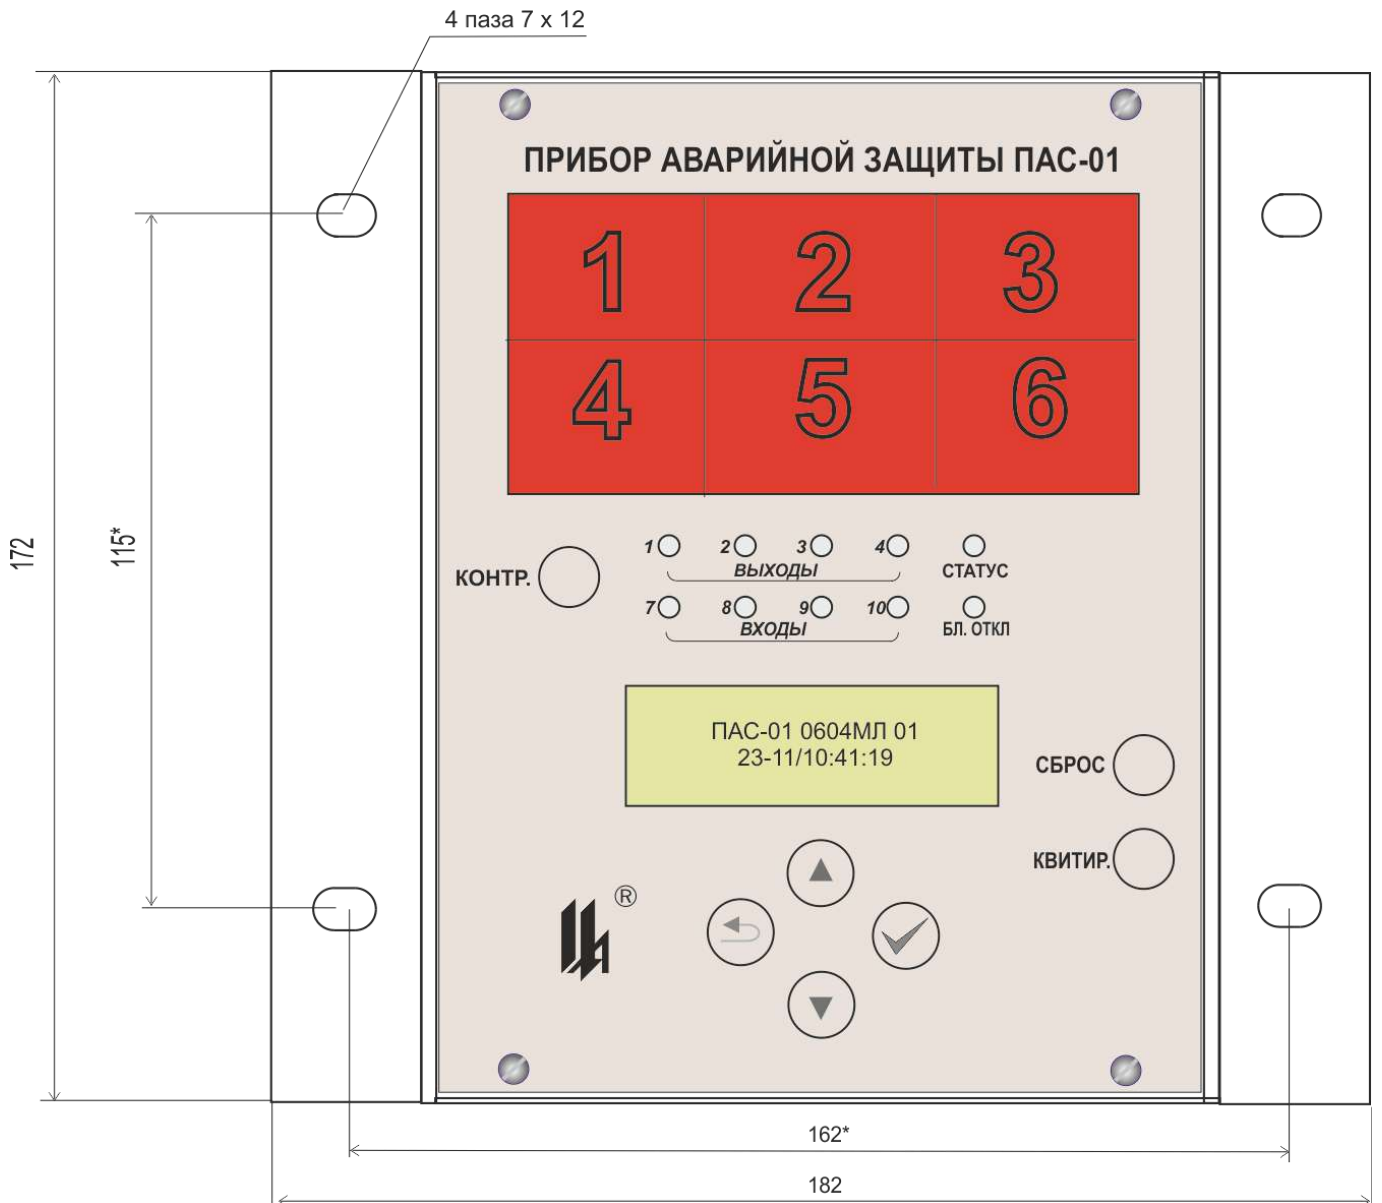 4 паза 7 x 12
ПРИБОР АВАРИЙНОЙ ЗАЩИТЫ ПАС-01
1 2 3
4 5 6
172
115*
КОНТР.
1 2 3 4
ВЫХОДЫ СТАТУС
7 8 9 10
ВХОДЫ БЛ. ОТКЛ
ПАС-01 0604МЛ 01
23-11/10:41:19
СБРОС
КВИТИР.
®
162*
182